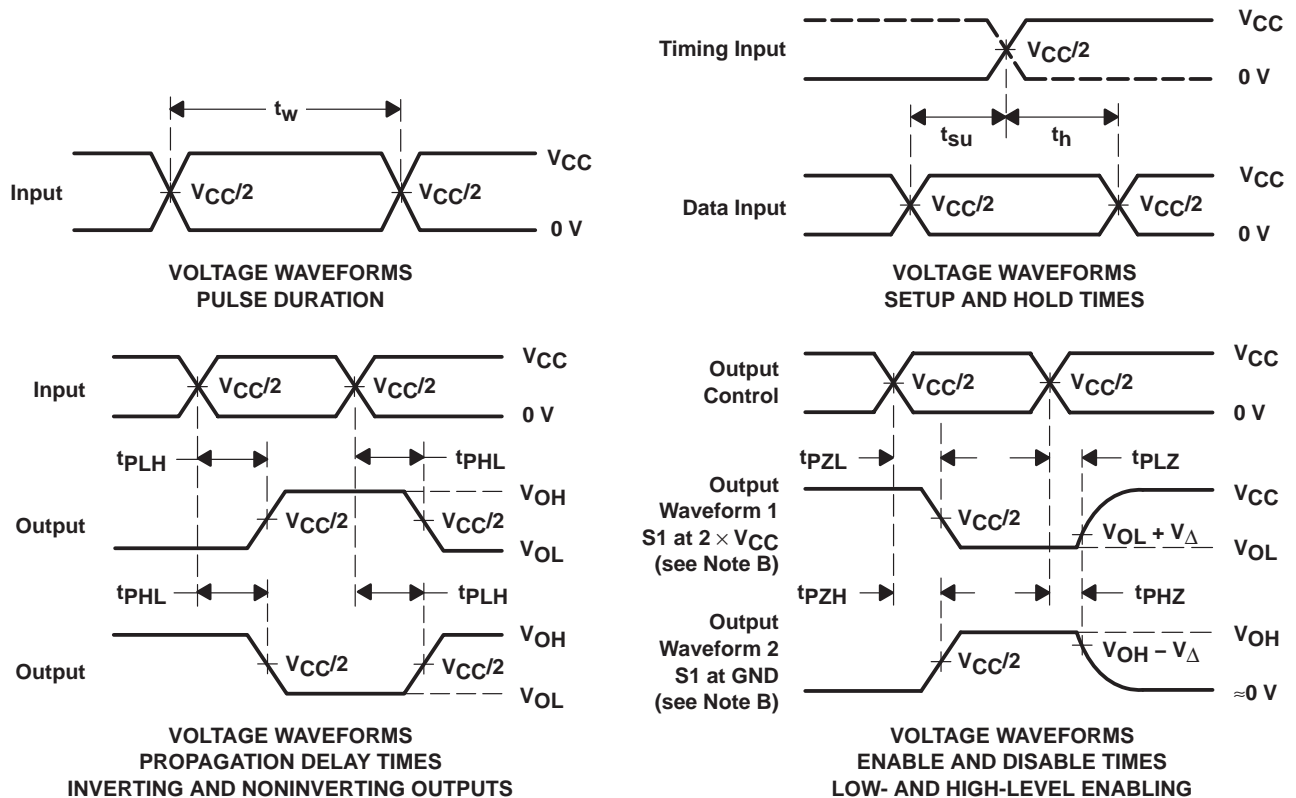 VCC
Timing Input
VCC/2
0 V
tw
tsu
th
VCC
Input
VCC/2
VCC/2
0 V
VCC
Data Input
VCC/2
VCC/2
0 V
VOLTAGE WAVEFORMS
PULSE DURATION
VOLTAGE WAVEFORMS
SETUP AND HOLD TIMES
VCC
Input
VCC/2
VCC/2
0 V
tPLH
tPHL
VOH
Output
VCC/2
VCC/2
VOL
tPHL
tPLH
VOH
Output
VCC/2
VCC/2
VOL
VOLTAGE WAVEFORMS
PROPAGATION DELAY TIMES
INVERTING AND NONINVERTING OUTPUTS
Output
Control
VCC
VCC/2
VCC/2
0 V
tPZL
tPLZ
Output
Waveform 1
S1 at 2 × VCC
(see Note B)
VCC
VCC/2
VOL + VΔ
VOL
tPZH
tPHZ
Output
Waveform 2
S1 at GND
(see Note B)
VOH
VCC/2
VOH − VΔ
≈0 V
VOLTAGE WAVEFORMS
ENABLE AND DISABLE TIMES
LOW- AND HIGH-LEVEL ENABLING